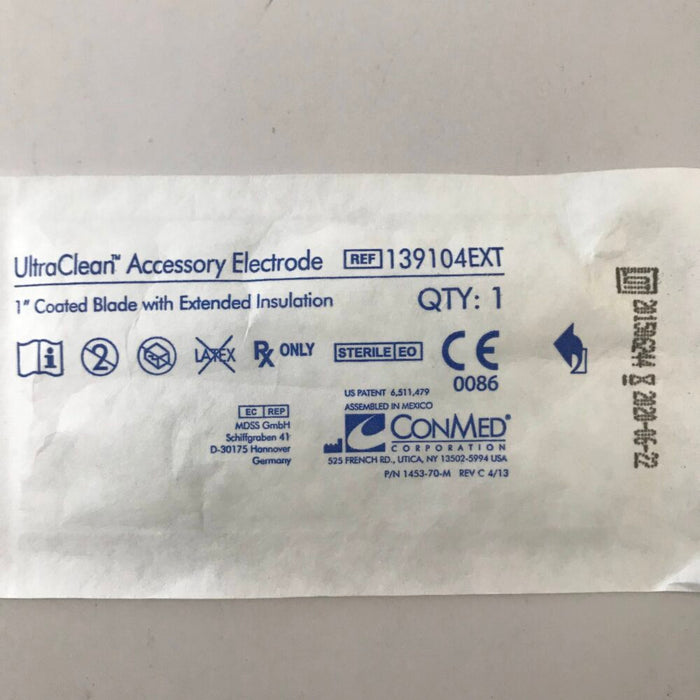 UltraClean™ Accessory Electrode REF 139104EXT
1" Coated Blade with Extended Insulation QTY: 1
i 2 LATEX Rx ONLY STERILE EO CE
0086
US PATENT 6,511,479
ASSEMBLED IN MEXICO
EC REP
MDSS GmbH
Schiffgraben 41
D-30175 Hannover
Germany
CONMED®
CORPORATION
525 FRENCH RD., UTICA, NY 13502-5994 USA
P/N 1453-70-M REV C 4/13
LOT
2020-06-22